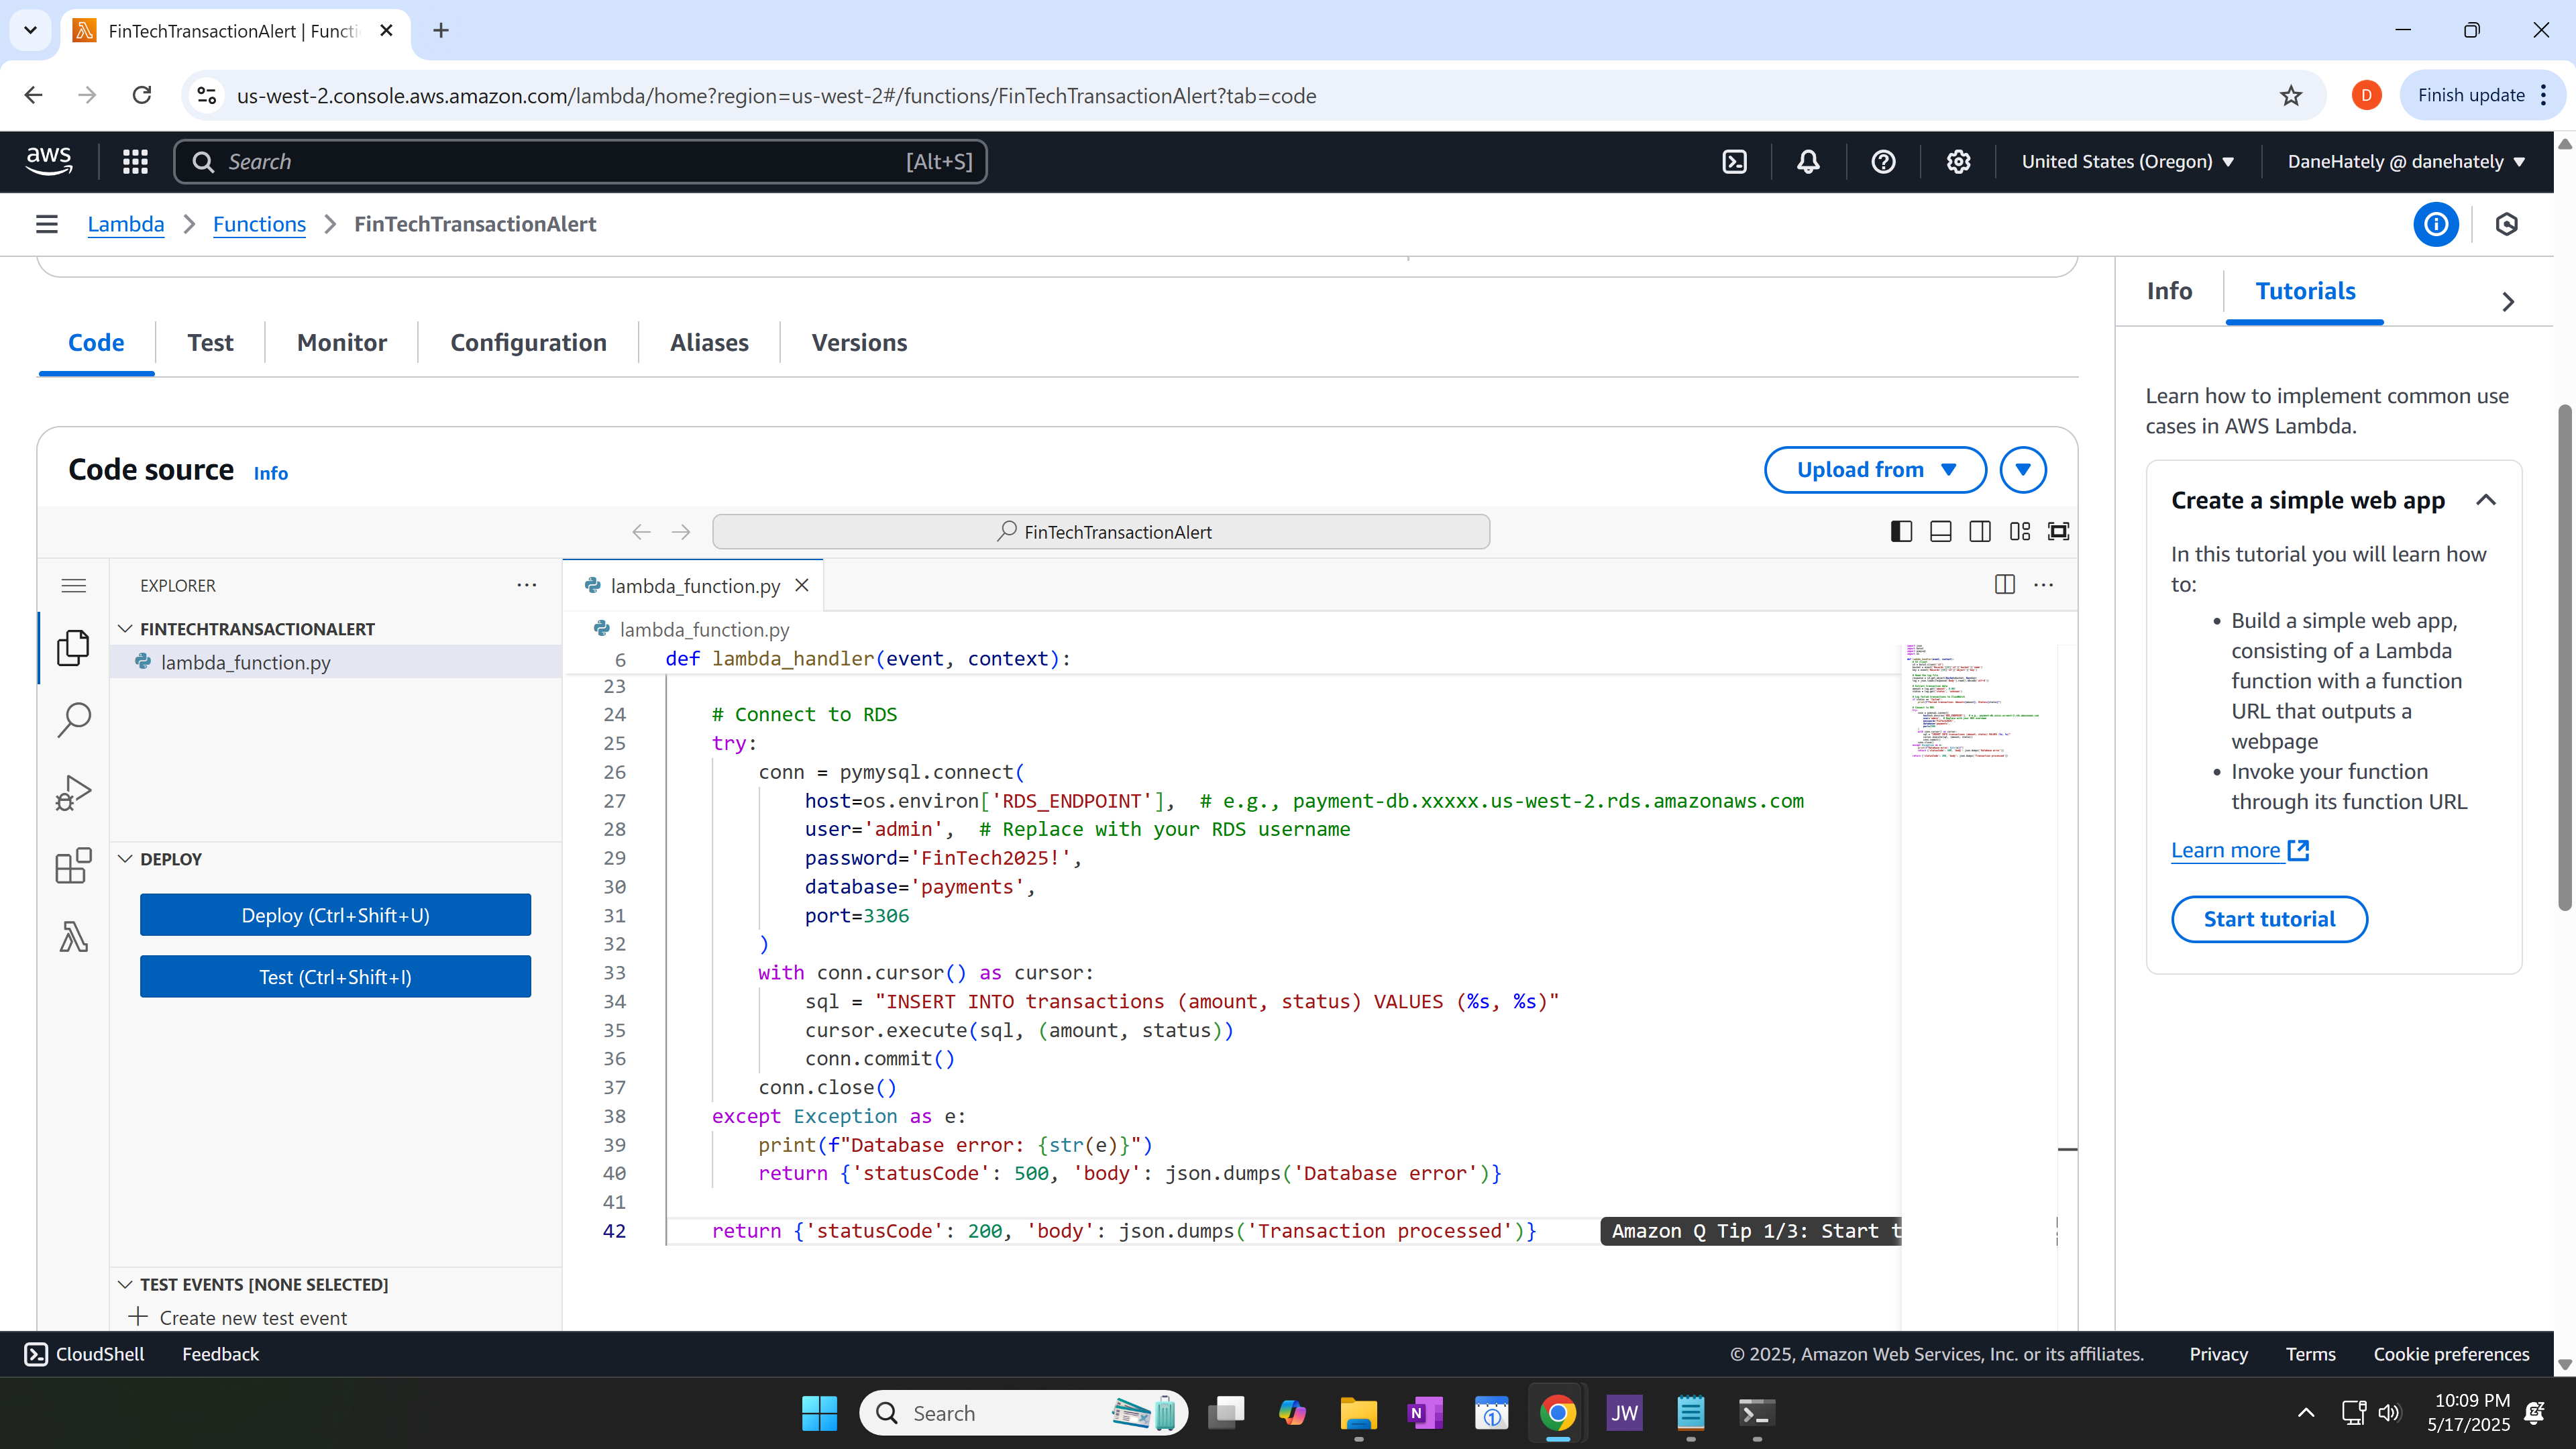 FinTechTransactionAlert | Functi
us-west-2.console.aws.amazon.com/lambda/home?region=us-west-2#/functions/FinTechTransactionAlert?tab=code
D
Finish update
aws
Search
[Alt+S]
United States (Oregon)
DaneHately @ danehately
Lambda
Functions
FinTechTransactionAlert
Info
Tutorials
Code
Test
Monitor
Configuration
Aliases
Versions
Learn how to implement common use
cases in AWS Lambda.
Code source
Info
Upload from
Create a simple web app
In this tutorial you will learn how
to:
Build a simple web app,
consisting of a Lambda
function with a function
URL that outputs a
webpage
Invoke your function
through its function URL
Learn more
Start tutorial
FinTechTransactionAlert
EXPLORER
FINTECHTRANSACTIONALERT
lambda_function.py
DEPLOY
Deploy (Ctrl+Shift+U)
Test (Ctrl+Shift+I)
TEST EVENTS [NONE SELECTED]
Create new test event
lambda_function.py
lambda_function.py
6 def lambda_handler(event, context):
23
24 # Connect to RDS
25 try:
26 conn = pymysql.connect(
27 host=os.environ['RDS_ENDPOINT'], # e.g., payment-db.xxxxx.us-west-2.rds.amazonaws.com
28 user='admin', # Replace with your RDS username
29 password='FinTech2025!',
30 database='payments',
31 port=3306
32 )
33 with conn.cursor() as cursor:
34 sql = "INSERT INTO transactions (amount, status) VALUES (%s, %s)"
35 cursor.execute(sql, (amount, status))
36 conn.commit()
37 conn.close()
38 except Exception as e:
39 print(f"Database error: {str(e)}")
40 return {'statusCode': 500, 'body': json.dumps('Database error')}
41
42 return {'statusCode': 200, 'body': json.dumps('Transaction processed')}
Amazon Q Tip 1/3: Start t
CloudShell
Feedback
© 2025, Amazon Web Services, Inc. or its affiliates.
Privacy
Terms
Cookie preferences
Search
JW
10:09 PM
5/17/2025